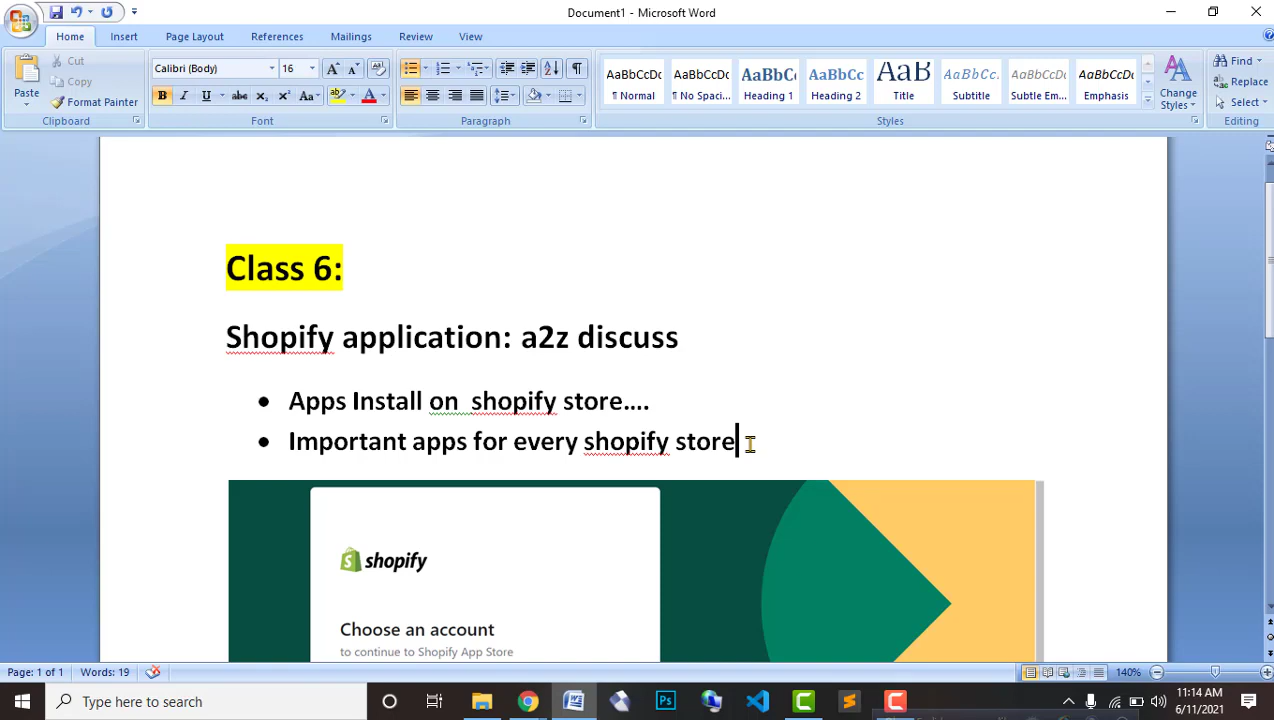 Document1 - Microsoft Word
Home Insert Page Layout References Mailings Review View
Paste
Cut
Copy
Format Painter
Clipboard
Calibri (Body) 16
Font
Paragraph
AaBbCcDc AaBbCcDc AaBbC AaBbCc AaB AaBbCc. AaBbCcDc AaBbCcDc
¶ Normal ¶ No Spaci... Heading 1 Heading 2 Title Subtitle Subtle Em... Emphasis
Change Styles
Styles
Find
Replace
Select
Editing
Class 6:
Shopify application: a2z discuss
• Apps Install on shopify store....
• Important apps for every shopify store
shopify
Choose an account
to continue to Shopify App Store
Page: 1 of 1 Words: 19 140%
Type here to search
11:14 AM
6/11/2021